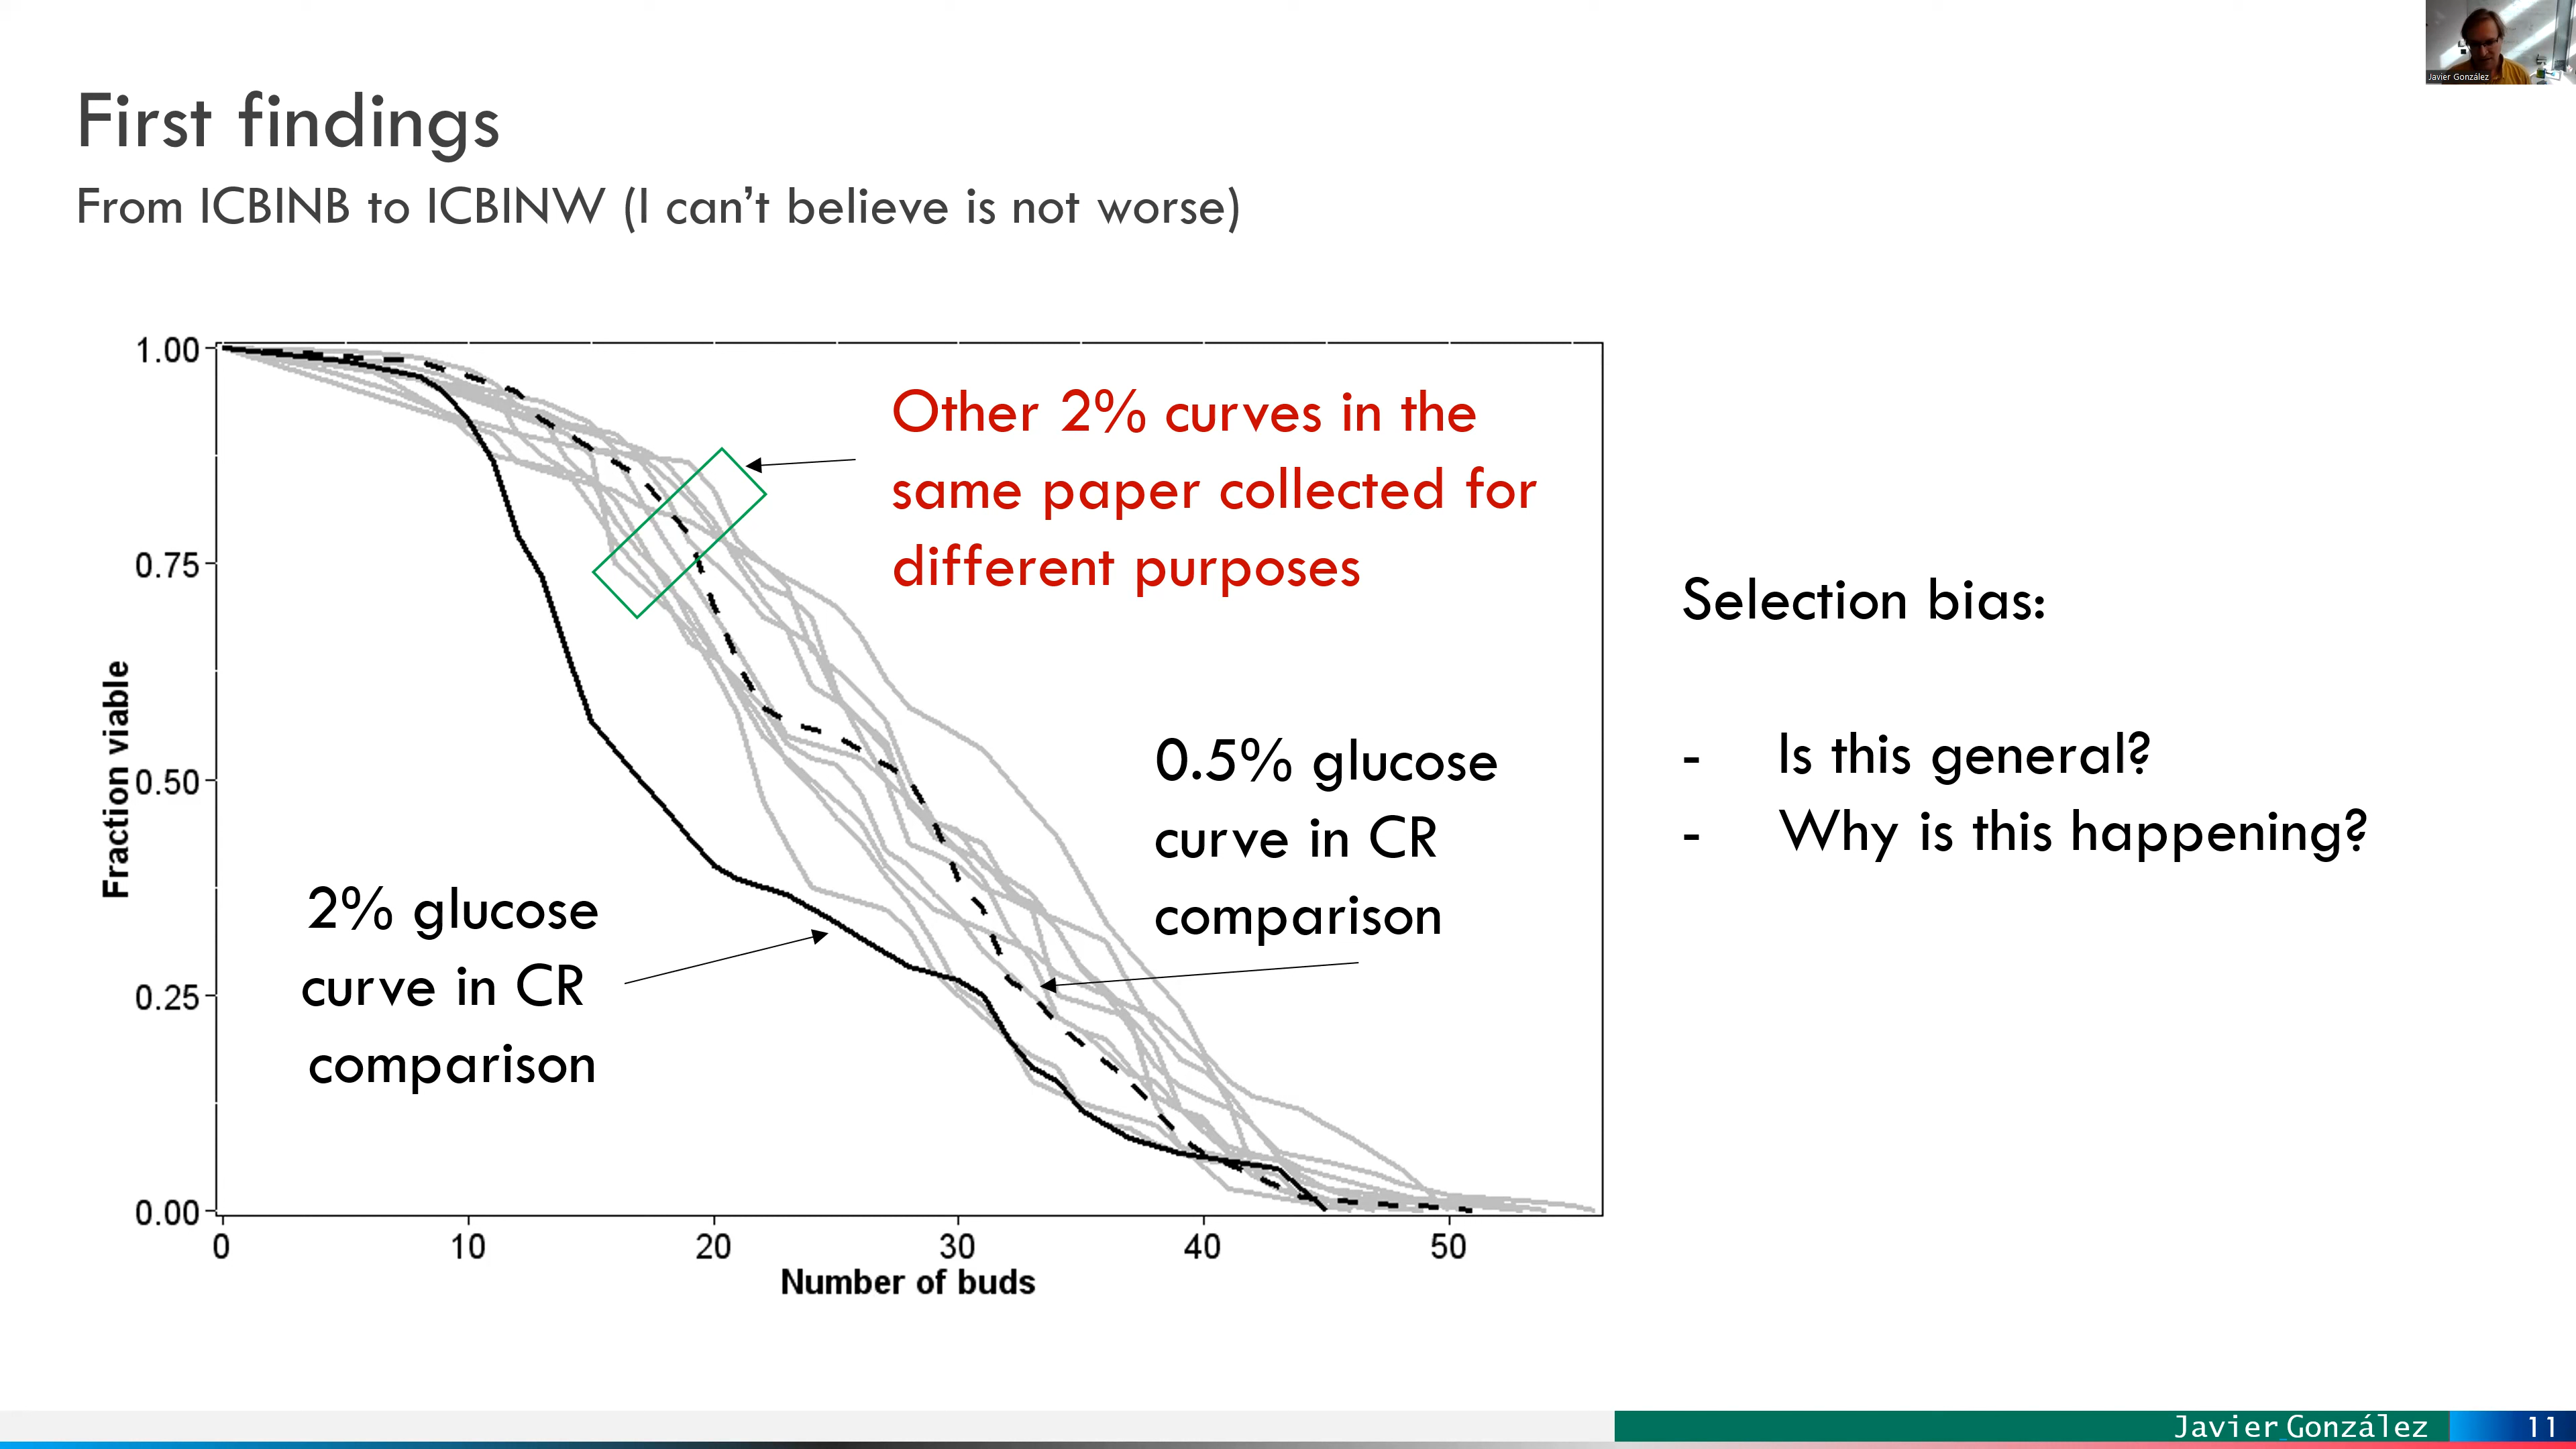 Javier González
First findings
From ICBINB to ICBINW (I can’t believe is not worse)
1.00
0.75
0.50
0.25
0.00
Fraction viable
0
10
20
30
40
50
Number of buds
Other 2% curves in the
same paper collected for
different purposes
0.5% glucose
curve in CR
comparison
2% glucose
curve in CR
comparison
Selection bias:
- Is this general?
- Why is this happening?
Javier González
11